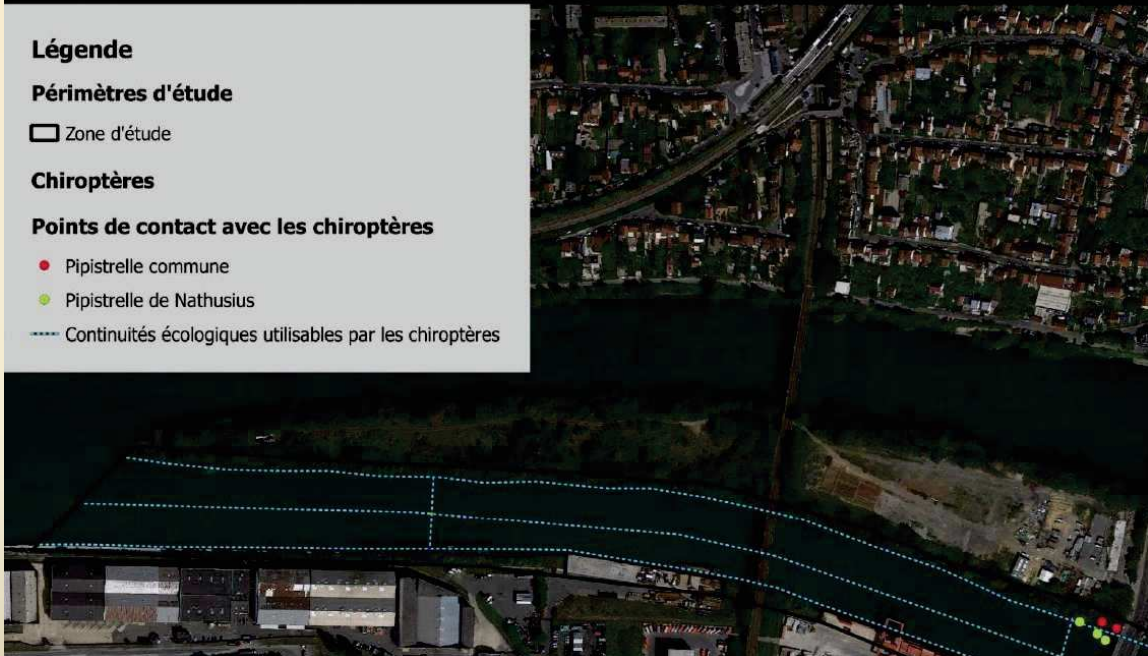 Légende
Périmètres d'étude
Zone d'étude
Chiroptères
Points de contact avec les chiroptères
Pipistrelle commune
Pipistrelle de Nathusius
Continuités écologiques utilisables par les chiroptères